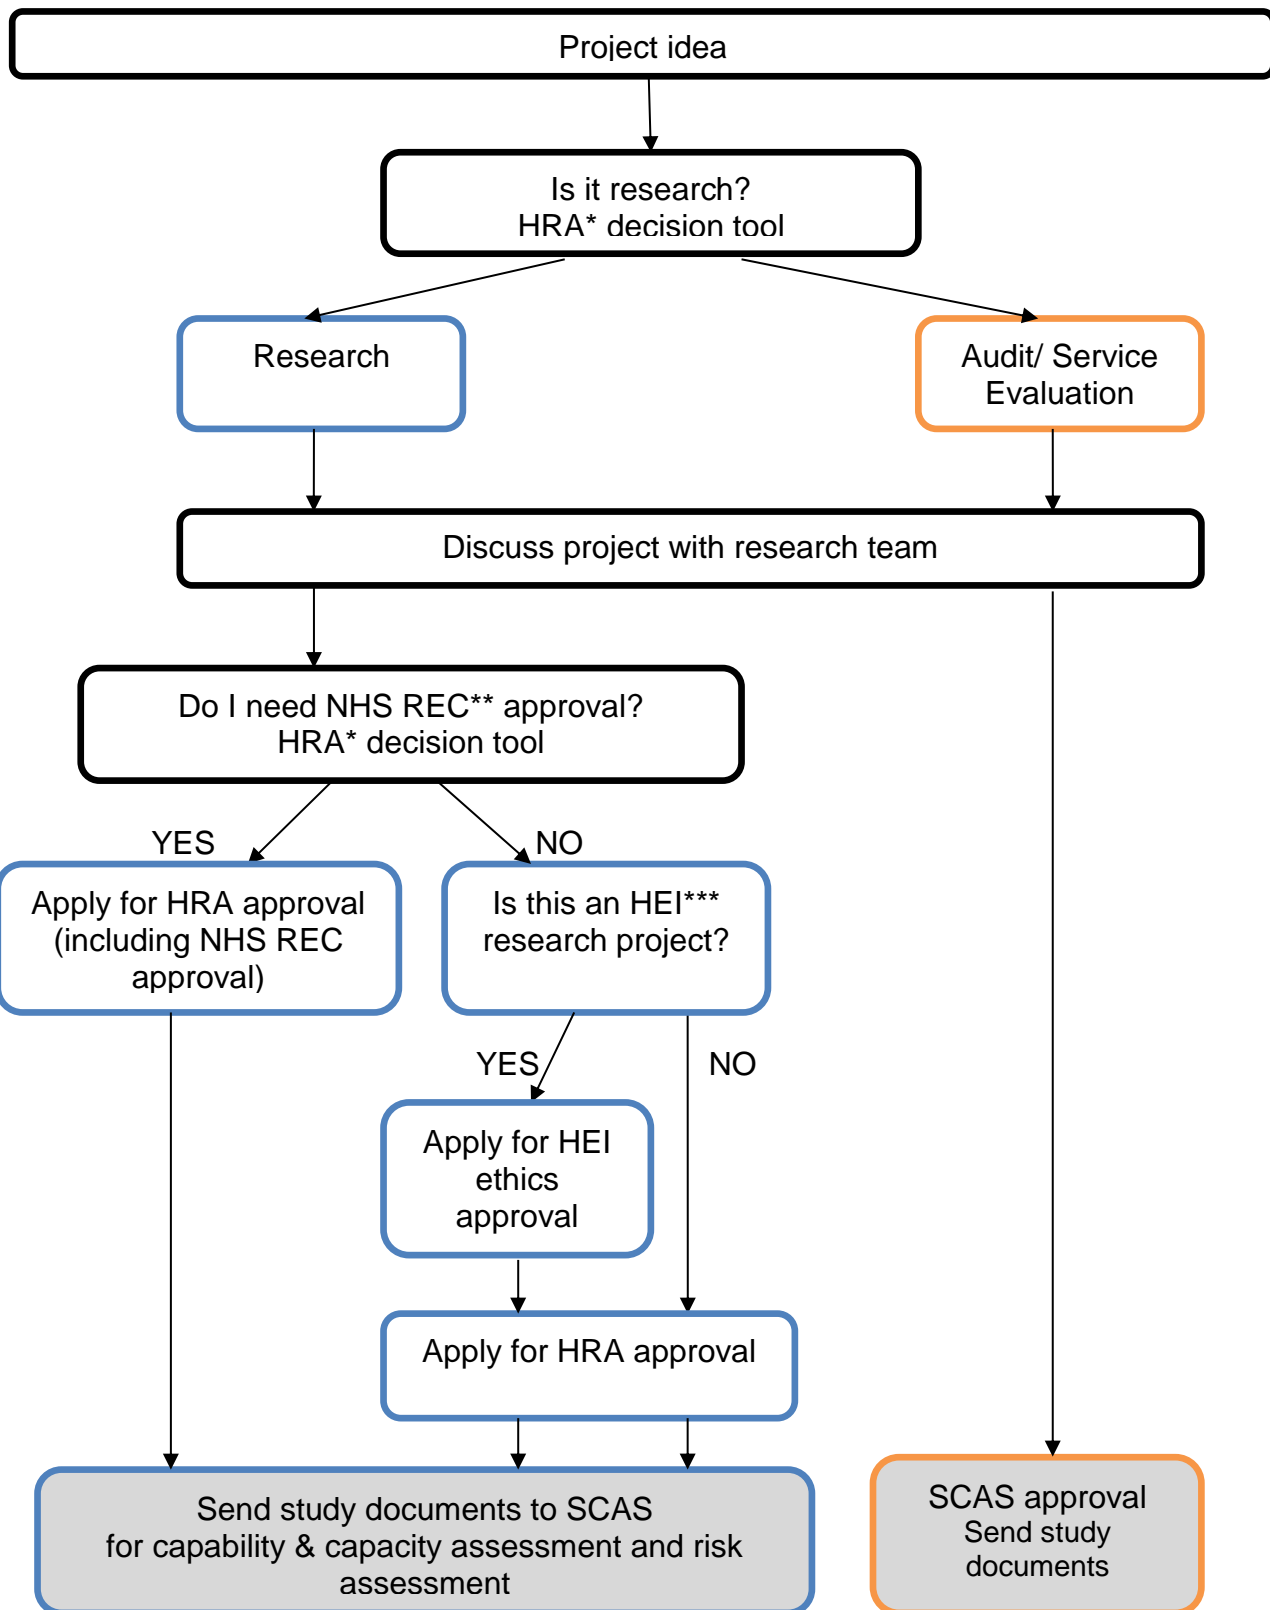 Project idea
Is it research?
HRA* decision tool
Research
Audit/ Service
Evaluation
Discuss project with research team
Do I need NHS REC** approval?
HRA* decision tool
YES
NO
Apply for HRA approval
(including NHS REC
approval)
Is this an HEI***
research project?
YES
NO
Apply for HEI
ethics
approval
Apply for HRA approval
Send study documents to SCAS
for capability & capacity assessment and risk
assessment
SCAS approval
Send study
documents